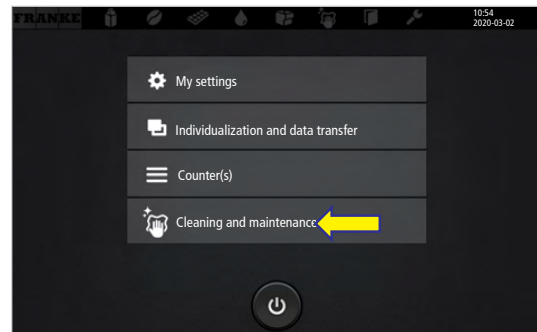 FRANKE
10:54
2020-03-02
My settings
Individualization and data transfer
Counter(s)
Cleaning and maintenance